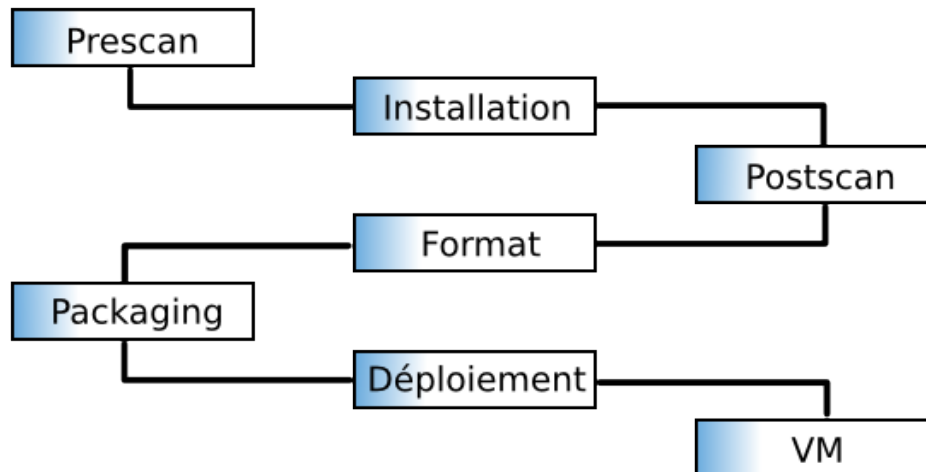 Prescan
Installation
Postscan
Format
Packaging
Déploiement
VM